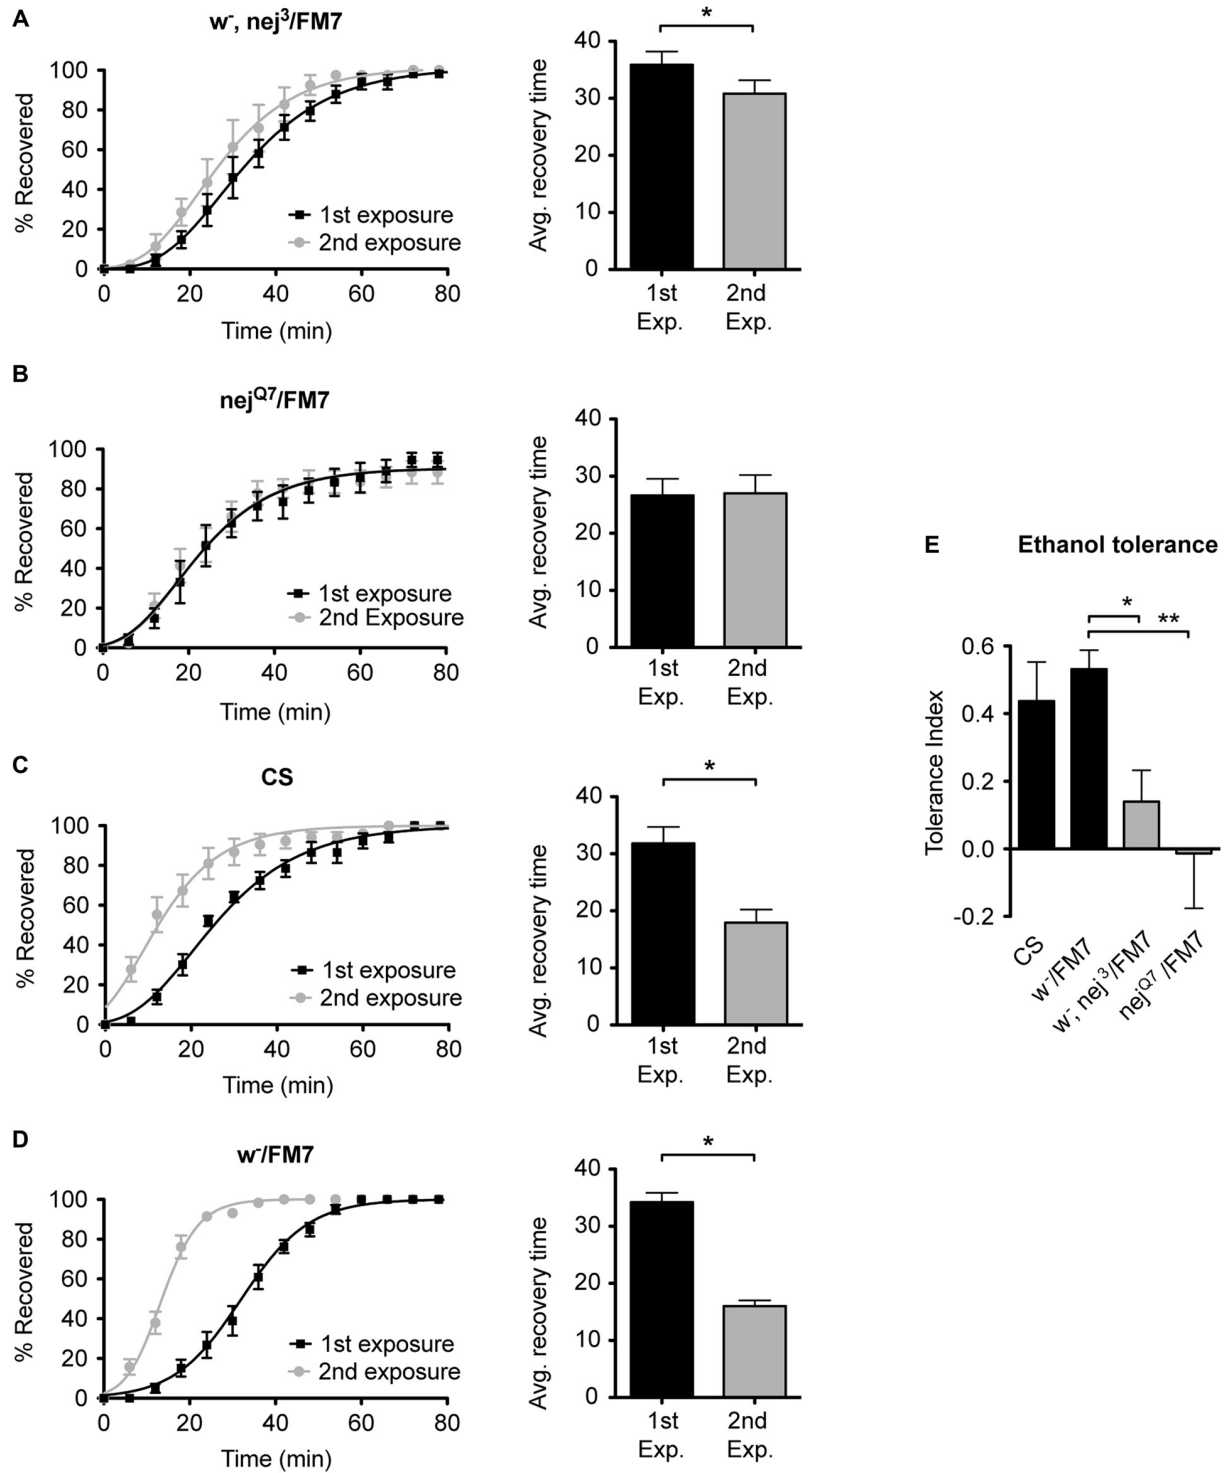 A
w-, nej3/FM7
% Recovered
100
80
60
40
20
0
1st exposure
2nd exposure
0 20 40 60 80
Time (min)
*
Avg. recovery time
40
30
20
10
0
1st Exp.
2nd Exp.
B
nejQ7/FM7
% Recovered
100
80
60
40
20
0
1st exposure
2nd Exposure
0 20 40 60 80
Time (min)
Avg. recovery time
40
30
20
10
0
1st Exp.
2nd Exp.
C
CS
% Recovered
100
80
60
40
20
0
1st exposure
2nd exposure
0 20 40 60 80
Time (min)
*
Avg. recovery time
40
30
20
10
0
1st Exp.
2nd Exp.
D
w-/FM7
% Recovered
100
80
60
40
20
0
1st exposure
2nd exposure
0 20 40 60 80
Time (min)
*
Avg. recovery time
40
30
20
10
0
1st Exp.
2nd Exp.
E
Ethanol tolerance
*
**
Tolerance Index
0.6
0.4
0.2
0.0
-0.2
CS
w-/FM7
w-, nej3/FM7
nejQ7/FM7